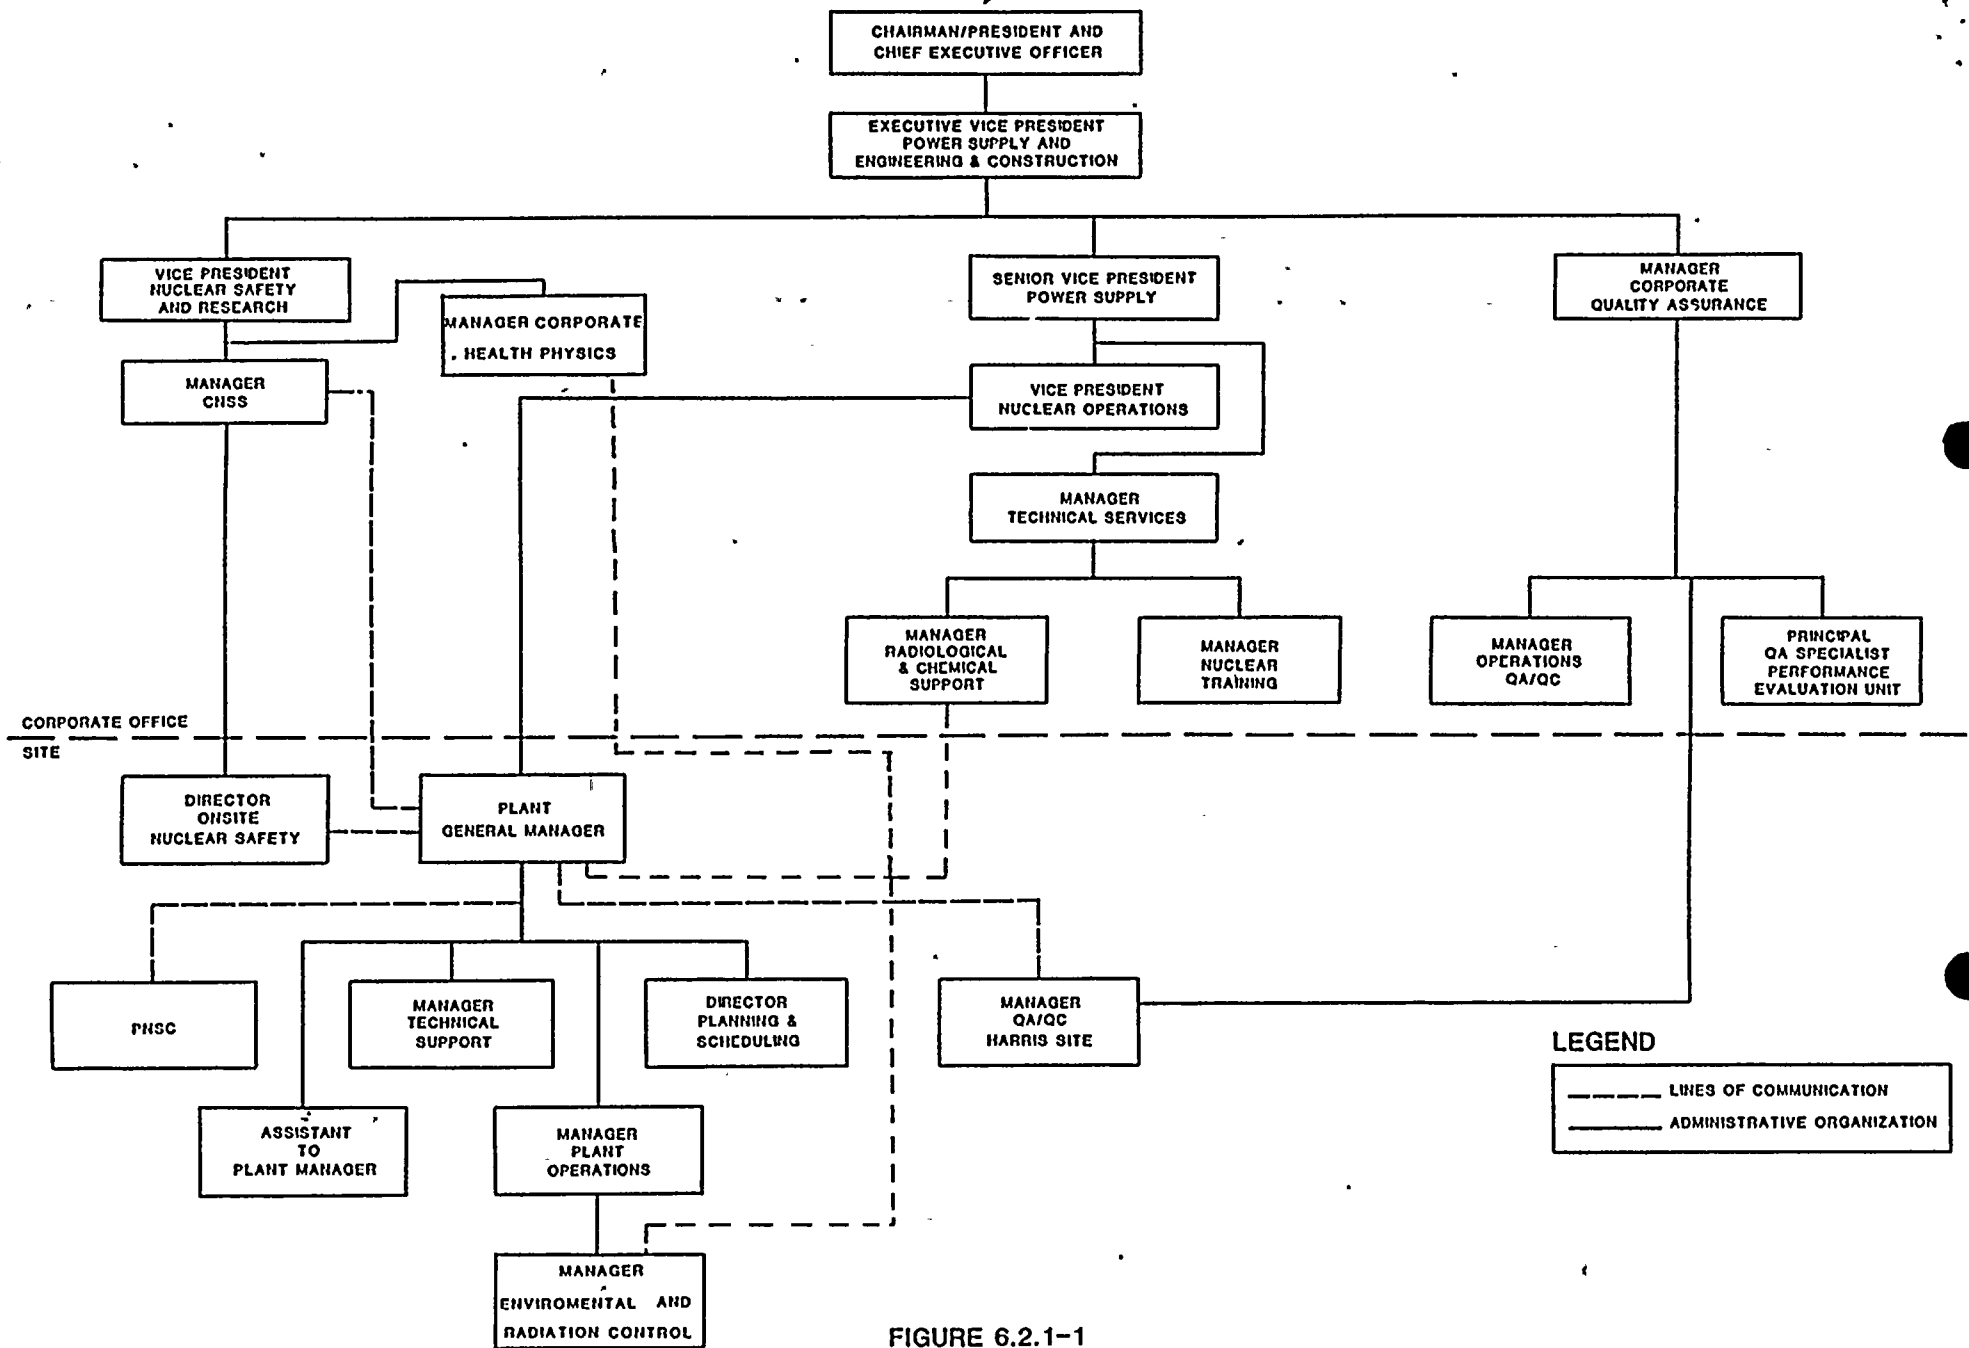 CHAIRMAN/PRESIDENT AND
CHIEF EXECUTIVE OFFICER
EXECUTIVE VICE PRESIDENT
POWER SUPPLY AND
ENGINEERING & CONSTRUCTION
VICE PRESIDENT
NUCLEAR SAFETY
AND RESEARCH
MANAGER CORPORATE
HEALTH PHYSICS
SENIOR VICE PRESIDENT
POWER SUPPLY
MANAGER
CORPORATE
QUALITY ASSURANCE
MANAGER
CNSS
VICE PRESIDENT
NUCLEAR OPERATIONS
MANAGER
TECHNICAL SERVICES
MANAGER
RADIOLOGICAL
& CHEMICAL
SUPPORT
MANAGER
NUCLEAR
TRAINING
MANAGER
OPERATIONS
QA/QC
PRINCIPAL
QA SPECIALIST
PERFORMANCE
EVALUATION UNIT
CORPORATE OFFICE
SITE
DIRECTOR
ONSITE
NUCLEAR SAFETY
PLANT
GENERAL MANAGER
PNSC
MANAGER
TECHNICAL
SUPPORT
DIRECTOR
PLANNING &
SCHEDULING
MANAGER
QA/QC
HARRIS SITE
ASSISTANT
TO
PLANT MANAGER
MANAGER
PLANT
OPERATIONS
MANAGER
ENVIROMENTAL AND
RADIATION CONTROL
LEGEND
LINES OF COMMUNICATION
ADMINISTRATIVE ORGANIZATION
FIGURE 6.2.1-1